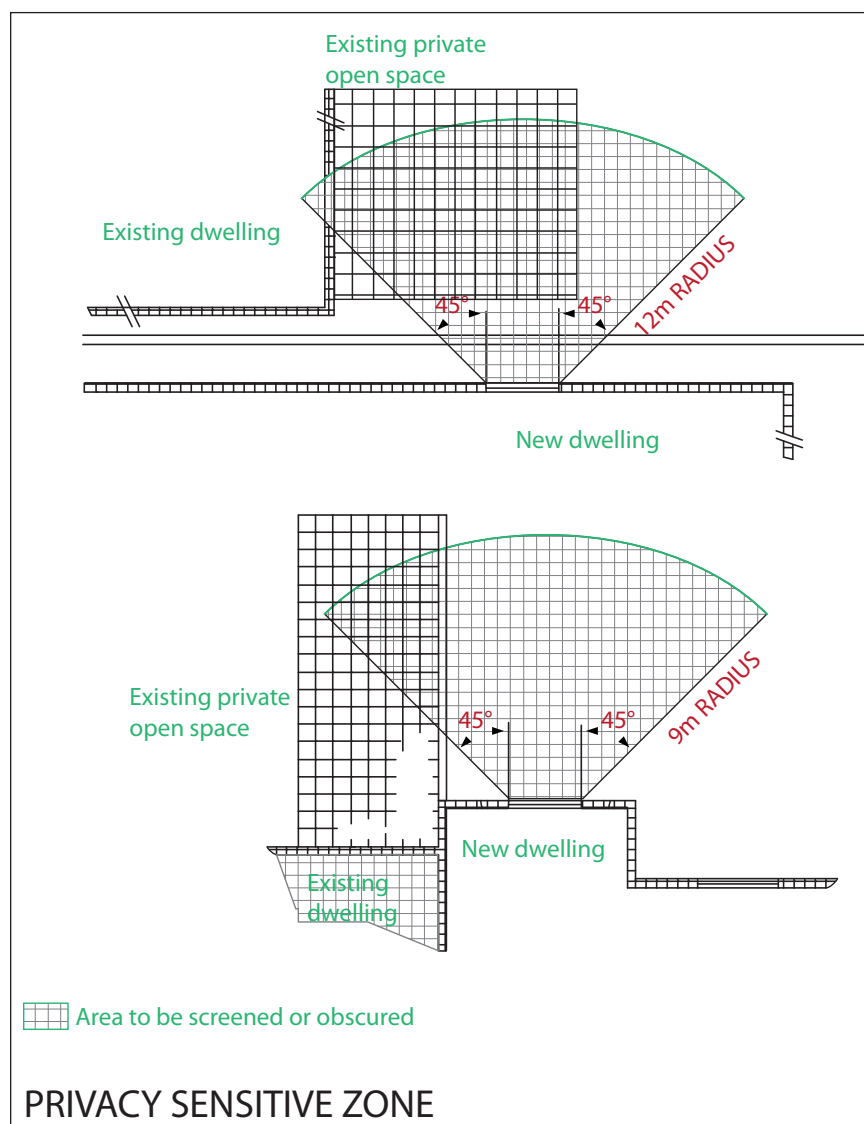 Existing private
open space
Existing dwelling
45°
45°
12m RADIUS
New dwelling
Existing private
open space
45°
45°
9m RADIUS
New dwelling
Existing
dwelling
Area to be screened or obscured
PRIVACY SENSITIVE ZONE